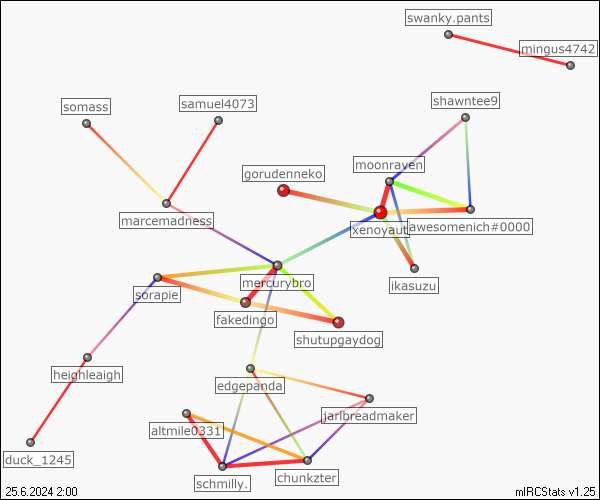 swanky.pants
mingus4742
shawntee9
somass
samuel4073
moonraven
gorudenneko
marcemadness
xenoyaut
awesomenich#0000
mercurybro
ikasuzu
sorapie
fakedingo
shutupgaydog
heighleaigh
edgepanda
jarlbreadmaker
altmile0331
duck_1245
schmilly.
chunkzter
25.6.2024 2:00
mIRCStats v1.25